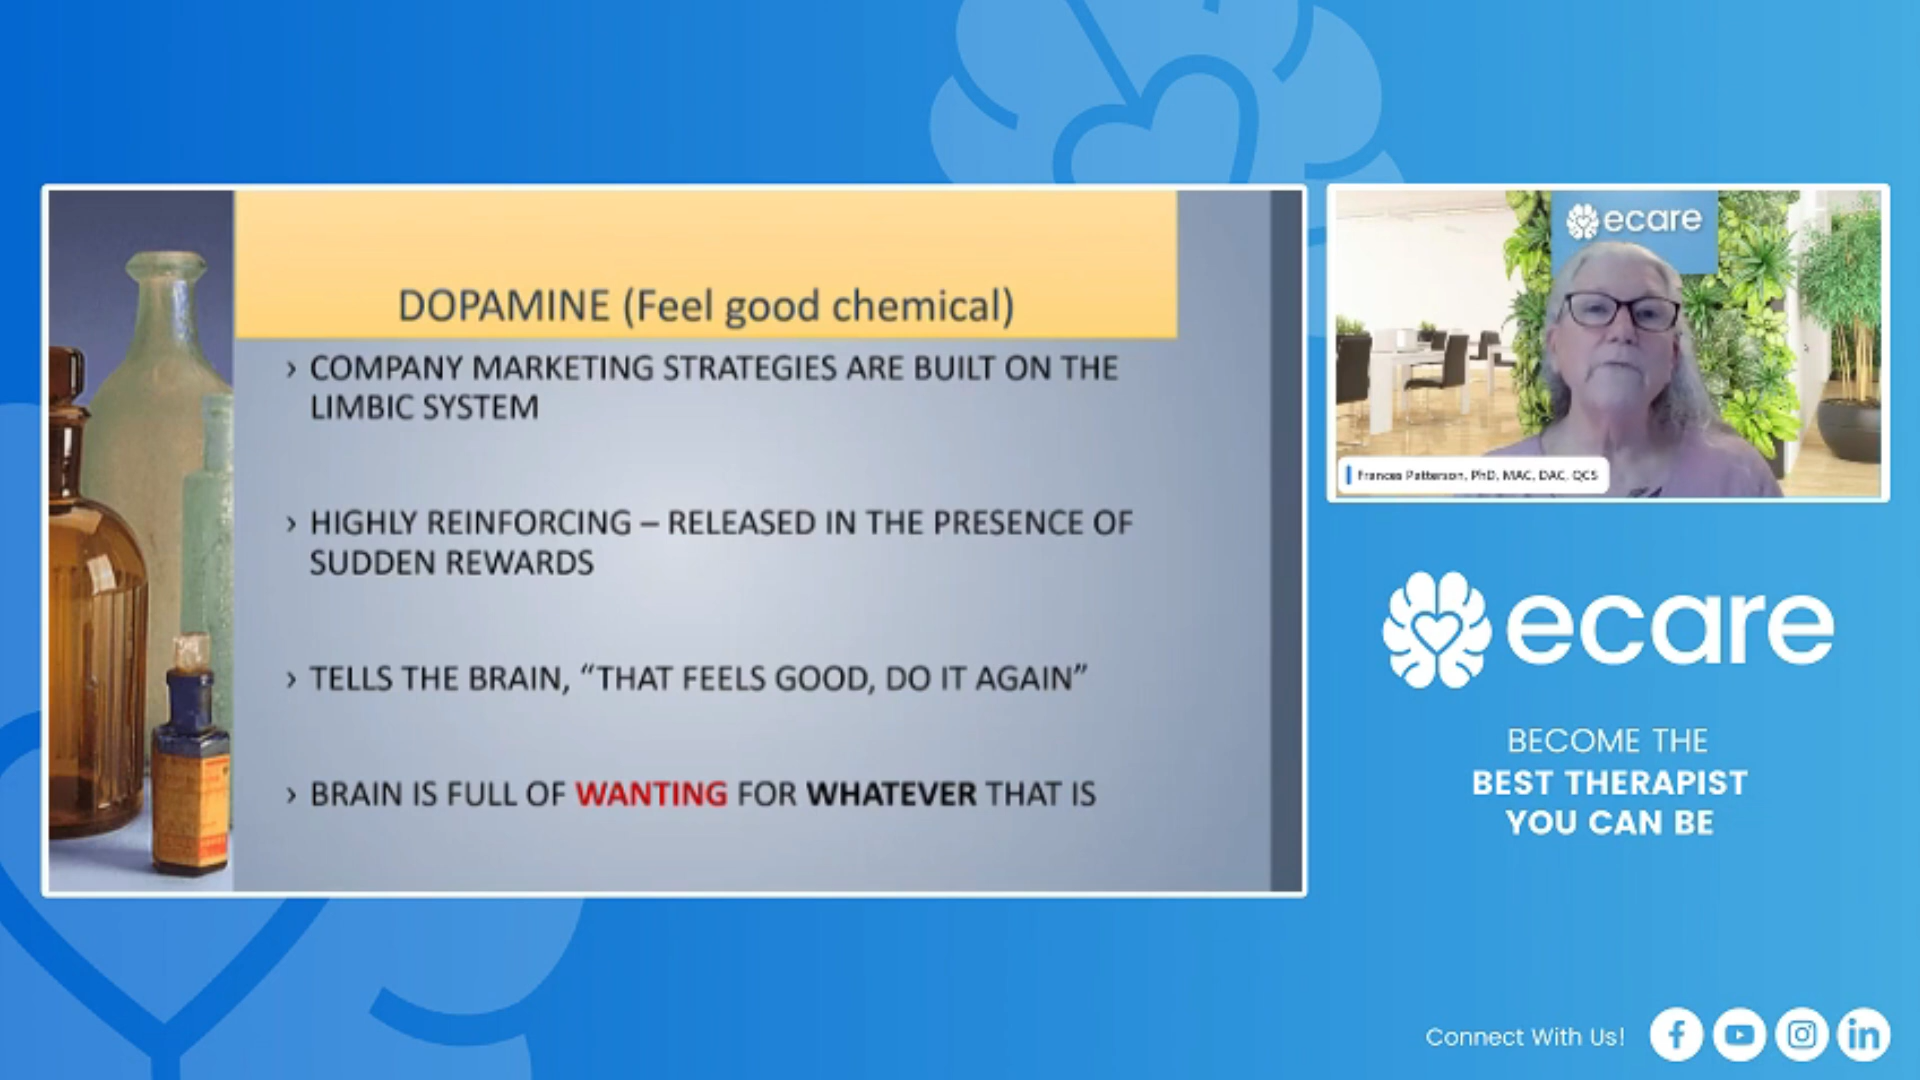 DOPAMINE (Feel good chemical)
› COMPANY MARKETING STRATEGIES ARE BUILT ON THE
LIMBIC SYSTEM
› HIGHLY REINFORCING – RELEASED IN THE PRESENCE OF
SUDDEN REWARDS
› TELLS THE BRAIN, “THAT FEELS GOOD, DO IT AGAIN”
› BRAIN IS FULL OF WANTING FOR WHATEVER THAT IS
ecare
Frances Patterson, PhD, MAC, DAC, QCS
ecare
BECOME THE
BEST THERAPIST
YOU CAN BE
Connect With Us!